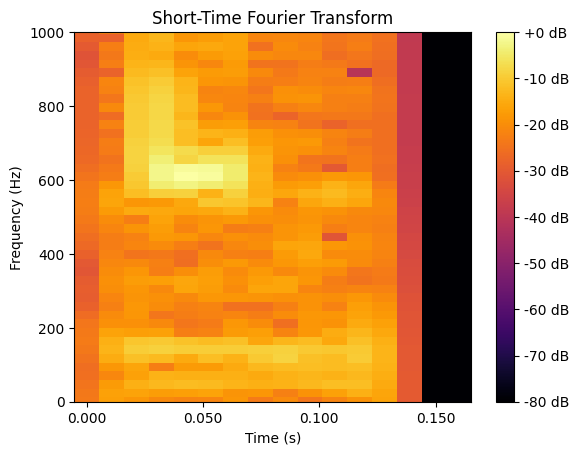 Short-Time Fourier Transform
Frequency (Hz)
1000
800
600
400
200
0
0.000
0.050
0.100
0.150
Time (s)
+0 dB
-10 dB
-20 dB
-30 dB
-40 dB
-50 dB
-60 dB
-70 dB
-80 dB